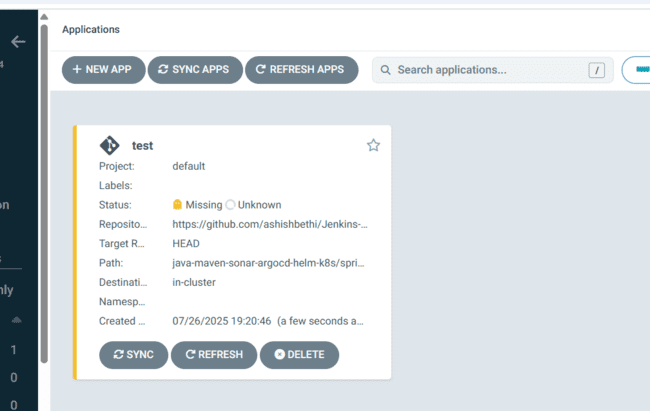 Applications
4
+ NEW APP SYNC APPS REFRESH APPS Search applications... /
test
Project: default
Labels:
Status: Missing Unknown
Reposito... https://github.com/ashishbethi/Jenkins-...
Target R... HEAD
Path: java-maven-sonar-argocd-helm-k8s/spri...
Destinati... in-cluster
Namesp...
Created ... 07/26/2025 19:20:46 (a few seconds a...
SYNC REFRESH DELETE
on
s
nly
1
0
0